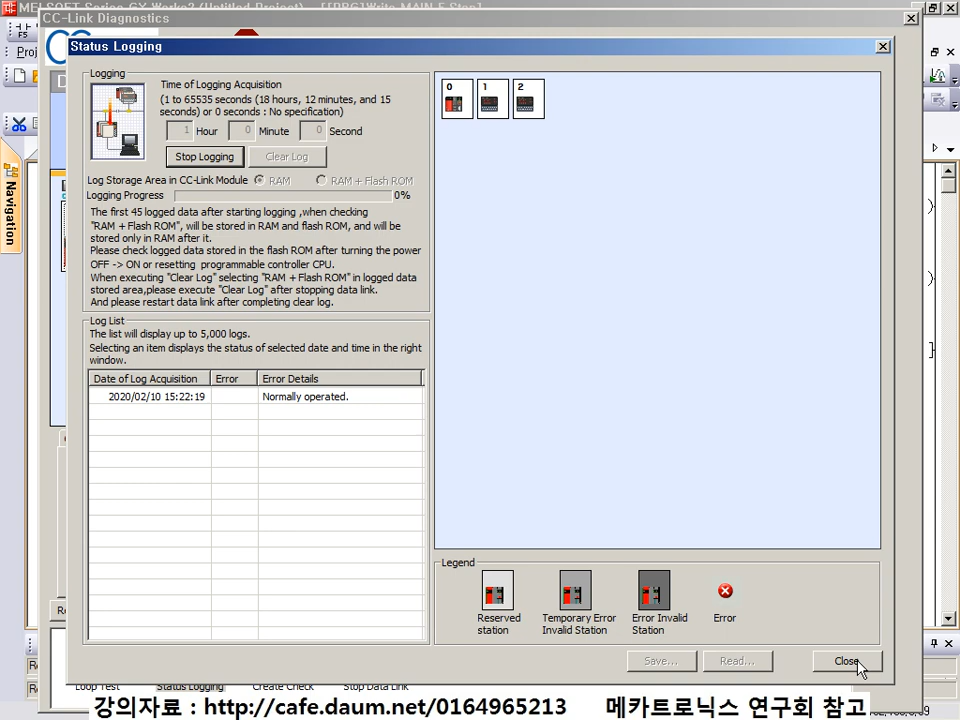 MELSOFT Series GX Works2 (Untitled Project) - [[PRG]Write MAIN F Step]
CC-Link Diagnostics
Status Logging
F5
Proj
Navigation
Logging
Time of Logging Acquisition
(1 to 65535 seconds (18 hours, 12 minutes, and 15
seconds) or 0 seconds : No specification)
1 Hour 0 Minute 0 Second
Stop Logging Clear Log
Log Storage Area in CC-Link Module RAM RAM + Flash ROM
Logging Progress 0%
The first 45 logged data after starting logging ,when checking
"RAM + Flash ROM", will be stored in RAM and flash ROM, and will be
stored only in RAM after it.
Please check logged data stored in the flash ROM after turning the power
OFF -> ON or resetting programmable controller CPU.
When executing "Clear Log" selecting "RAM + Flash ROM" in logged data
stored area,please execute "Clear Log" after stopping data link.
And please restart data link after completing clear log.
Log List
The list will display up to 5,000 logs.
Selecting an item displays the status of selected date and time in the right
window.
Date of Log Acquisition Error Error Details
2020/02/10 15:22:19 Normally operated.
0 1 2
Legend
Reserved
station
Temporary Error
Invalid Station
Error Invalid
Station
Error
Save... Read... Close
Loop Test Status Logging Create Check Stop Data Link
강의자료 : http://cafe.daum.net/0164965213 메카트로닉스 연구회 참고